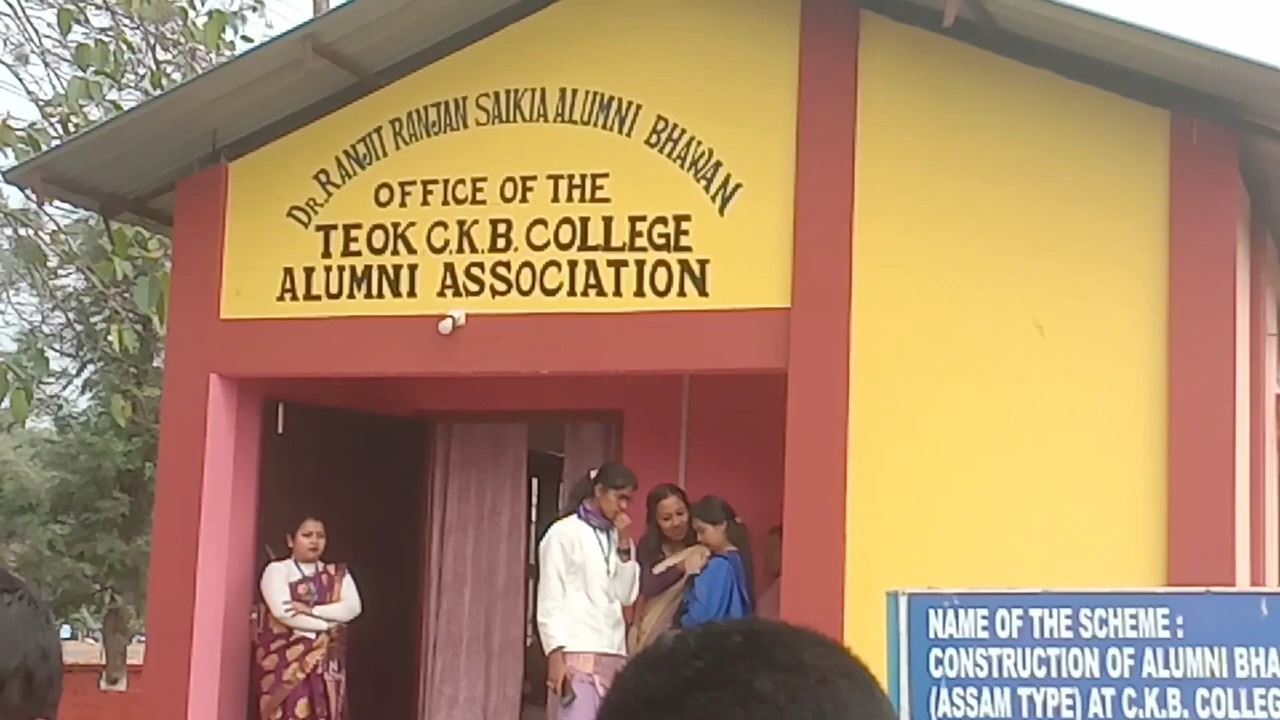 DR. RANJIT RANJAN SAIKIA ALUMNI BHAWAN
OFFICE OF THE
TEOK C.K.B. COLLEGE
ALUMNI ASSOCIATION
NAME OF THE SCHEME :
CONSTRUCTION OF ALUMNI BHA
(ASSAM TYPE) AT C.K.B. COLLEG